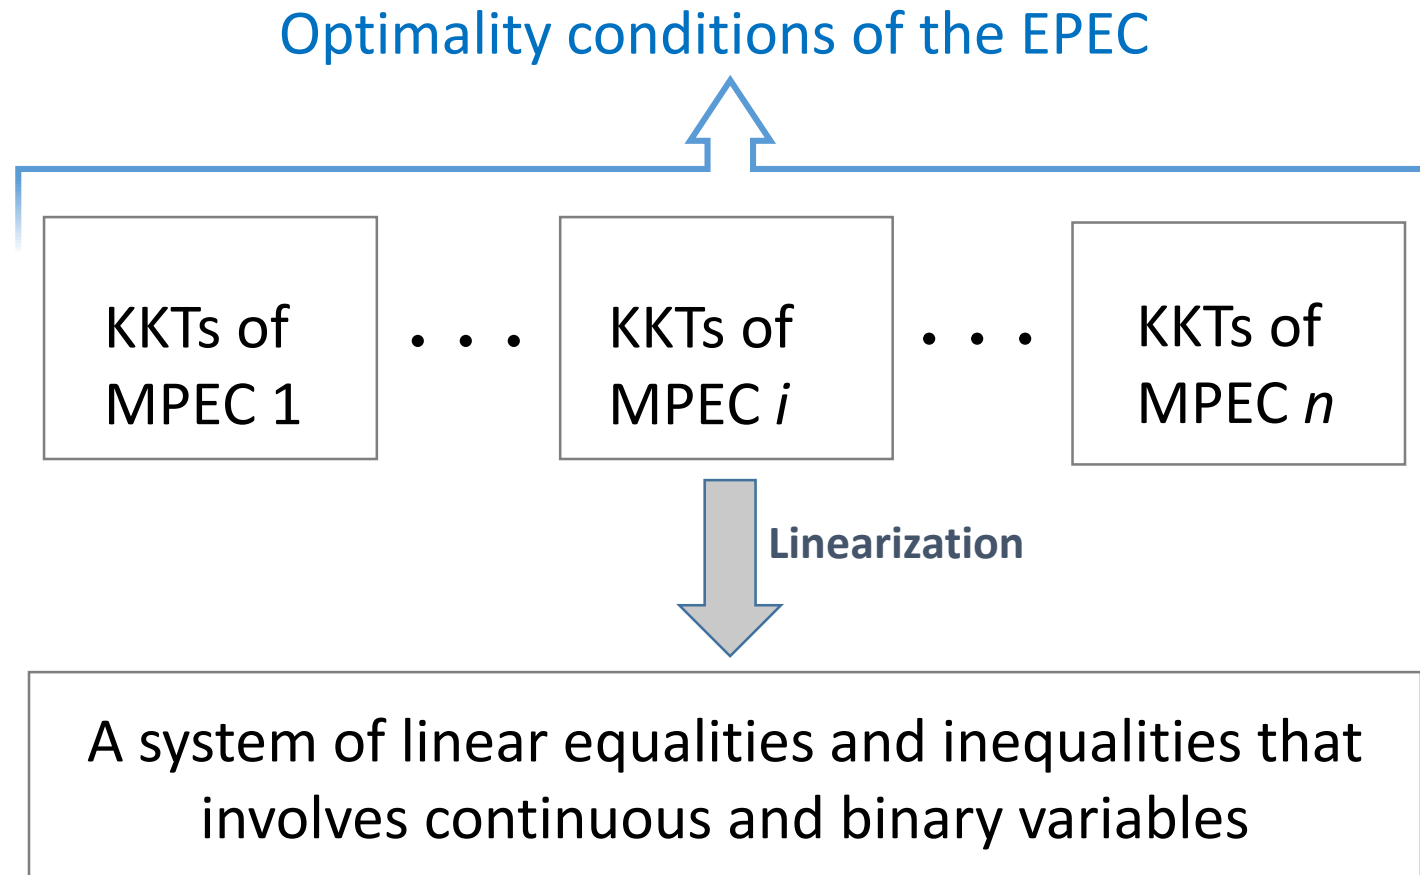 Optimality conditions of the EPEC
KKTs of
MPEC 1
. . .
KKTs of
MPEC i
. . .
KKTs of
MPEC n
Linearization
A system of linear equalities and inequalities that
involves continuous and binary variables